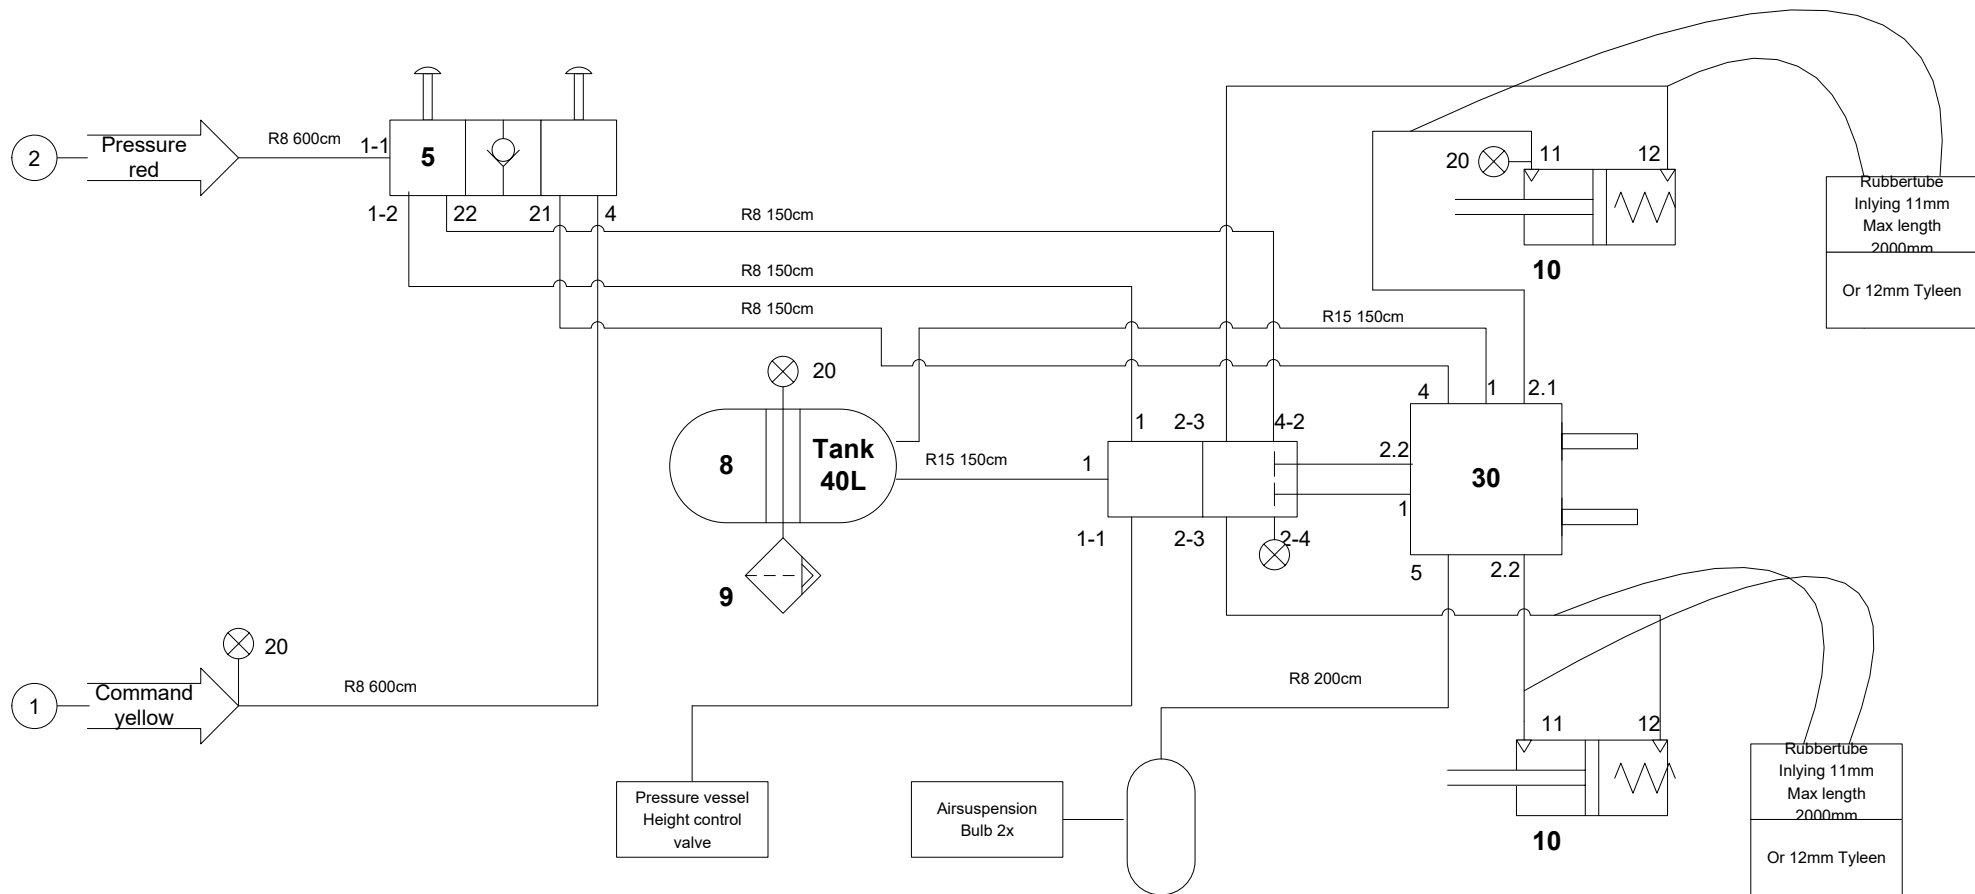 2
Pressure
red
R8 600cm
1-1
5
1-2
22
21
4
R8 150cm
R8 150cm
R8 150cm
R15 150cm
20
11
12
10
Rubbertube
Inlying 11mm
Max length
2000mm
Or 12mm Tyleen
20
8
Tank
40L
R15 150cm
9
1
2-3
4-2
1
1-1
2-3
2-4
4
1
2.1
2.2
1
30
5
2.2
20
1
Command
yellow
R8 600cm
R8 200cm
11
12
10
Rubbertube
Inlying 11mm
Max length
2000mm
Or 12mm Tyleen
Pressure vessel
Height control
valve
Airsuspension
Bulb 2x